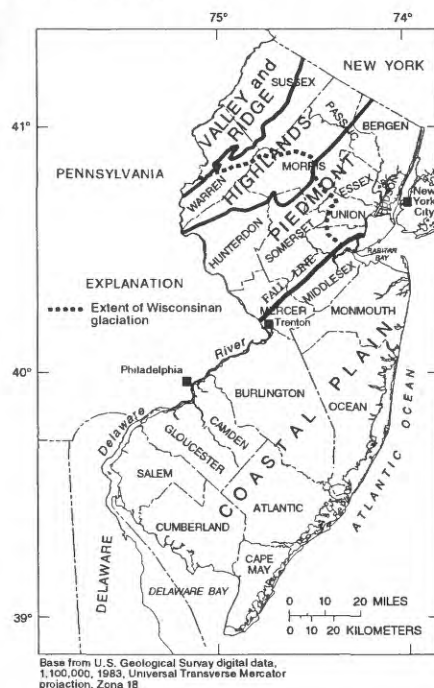 75°
74°
NEW YORK
SUSSEX
VALLEY and
RIDGE
41°
PASSAIC
BERGEN
HIGHLANDS
MORRIS
PENNSYLVANIA
WARREN
ESSEX
New
York
City
PIEDMONT
UNION
HUNTERDON
SOMERSET
RARITAN
BAY
EXPLANATION
Extent of Wisconsinan
glaciation
FALL LINE
MIDDLESEX
MERCER
Trenton
MONMOUTH
40°
River
Philadelphia
BURLINGTON
OCEAN
COASTAL PLAIN
ATLANTIC OCEAN
Delaware
CAMDEN
GLOUCESTER
SALEM
ATLANTIC
CUMBERLAND
CAPE
MAY
DELAWARE
DELAWARE BAY
0 10 20 MILES
0 10 20 KILOMETERS
39°
Base from U.S. Geological Survey digital data,
1,100,000, 1983, Universal Transverse Mercator
projection, Zona 18